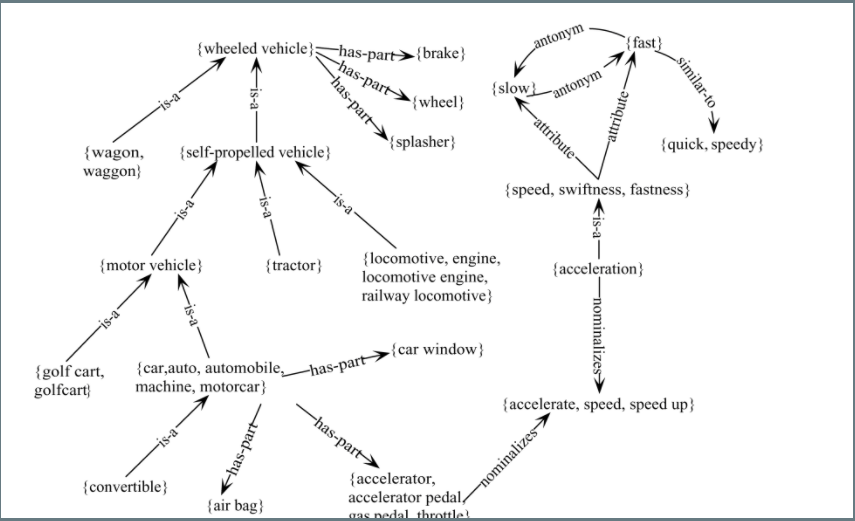 {wheeled vehicle}
has-part
{brake}
has-part
{wheel}
has-part
{splasher}
is-a
is-a
{wagon,
waggon}
{self-propelled vehicle}
is-a
is-a
is-a
{motor vehicle}
{tractor}
{locomotive, engine,
locomotive engine,
railway locomotive}
is-a
is-a
{golf cart,
golfcart}
{car,auto, automobile,
machine, motorcar}
has-part
{car window}
is-a
has-part
has-part
{convertible}
{air bag}
{accelerator,
accelerator pedal,
gas pedal, throttle}
nominalizes
antonym
{fast}
{slow}
antonym
similar-to
{quick, speedy}
attribute
attribute
{speed, swiftness, fastness}
is-a
{acceleration}
nominalizes
{accelerate, speed, speed up}